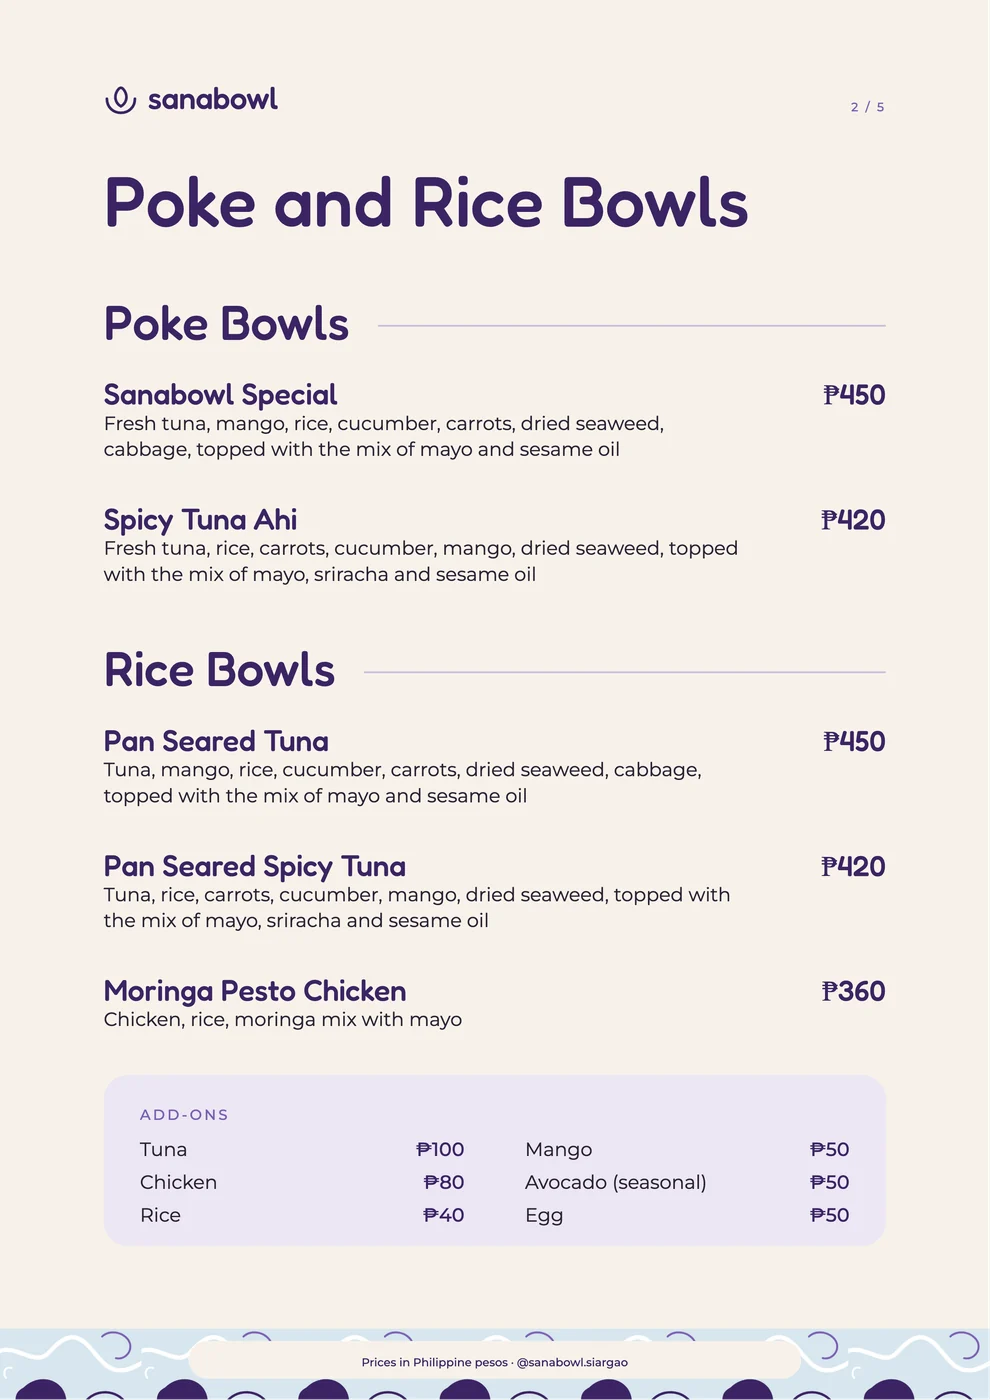 sanabowl
2 / 5
Poke and Rice Bowls
Poke Bowls
Sanabowl Special ₱450
Fresh tuna, mango, rice, cucumber, carrots, dried seaweed,
cabbage, topped with the mix of mayo and sesame oil
Spicy Tuna Ahi ₱420
Fresh tuna, rice, carrots, cucumber, mango, dried seaweed, topped
with the mix of mayo, sriracha and sesame oil
Rice Bowls
Pan Seared Tuna ₱450
Tuna, mango, rice, cucumber, carrots, dried seaweed, cabbage,
topped with the mix of mayo and sesame oil
Pan Seared Spicy Tuna ₱420
Tuna, rice, carrots, cucumber, mango, dried seaweed, topped with
the mix of mayo, sriracha and sesame oil
Moringa Pesto Chicken ₱360
Chicken, rice, moringa mix with mayo
ADD-ONS
Tuna ₱100 Mango ₱50
Chicken ₱80 Avocado (seasonal) ₱50
Rice ₱40 Egg ₱50
Prices in Philippine pesos · @sanabowl.siargao